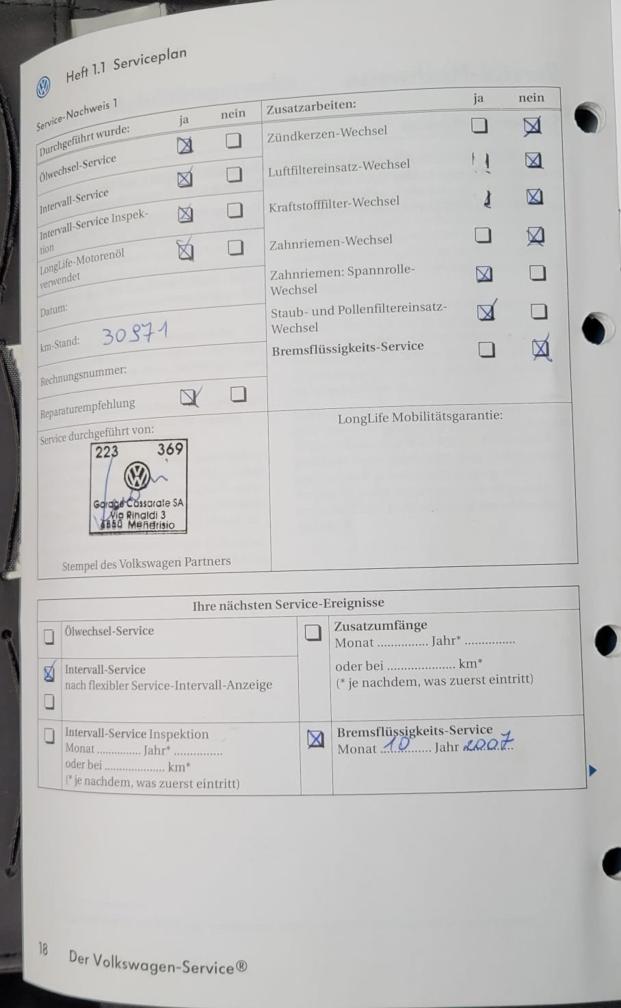 Heft 1.1 Serviceplan
Service-Nachweis 1
Durchgeführt wurde: ja nein
Ölwechsel-Service
Intervall-Service
Intervall-Service Inspek-
tion
LongLife-Motorenöl
verwendet
Datum:
km-Stand: 30971
Rechnungsnummer:
Reparaturempfehlung
Service durchgeführt von:
223 369
Garage Cassarate SA
Via Rinaldi 3
6850 Mendrisio
Stempel des Volkswagen Partners
Zusatzarbeiten: ja nein
Zündkerzen-Wechsel
Luftfiltereinsatz-Wechsel
Kraftstofffilter-Wechsel
Zahnriemen-Wechsel
Zahnriemen: Spannrolle-
Wechsel
Staub- und Pollenfiltereinsatz-
Wechsel
Bremsflüssigkeits-Service
LongLife Mobilitätsgarantie:
Ihre nächsten Service-Ereignisse
Ölwechsel-Service
Intervall-Service
nach flexibler Service-Intervall-Anzeige
Intervall-Service Inspektion
Monat .............. Jahr* ...............
oder bei .................... km*
(* je nachdem, was zuerst eintritt)
Zusatzumfänge
Monat .............. Jahr* ...............
oder bei .................... km*
(* je nachdem, was zuerst eintritt)
Bremsflüssigkeits-Service
Monat 10 Jahr 2007
18 Der Volkswagen-Service®